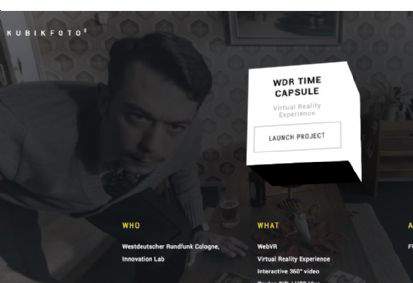 KUBIKFOTO³
WDR TIME
CAPSULE
Virtual Reality
Experience
LAUNCH PROJECT
WHO
Westdeutscher Rundfunk Cologne,
Innovation Lab
WHAT
WebVR
Virtual Reality Experience
Interactive 360° video